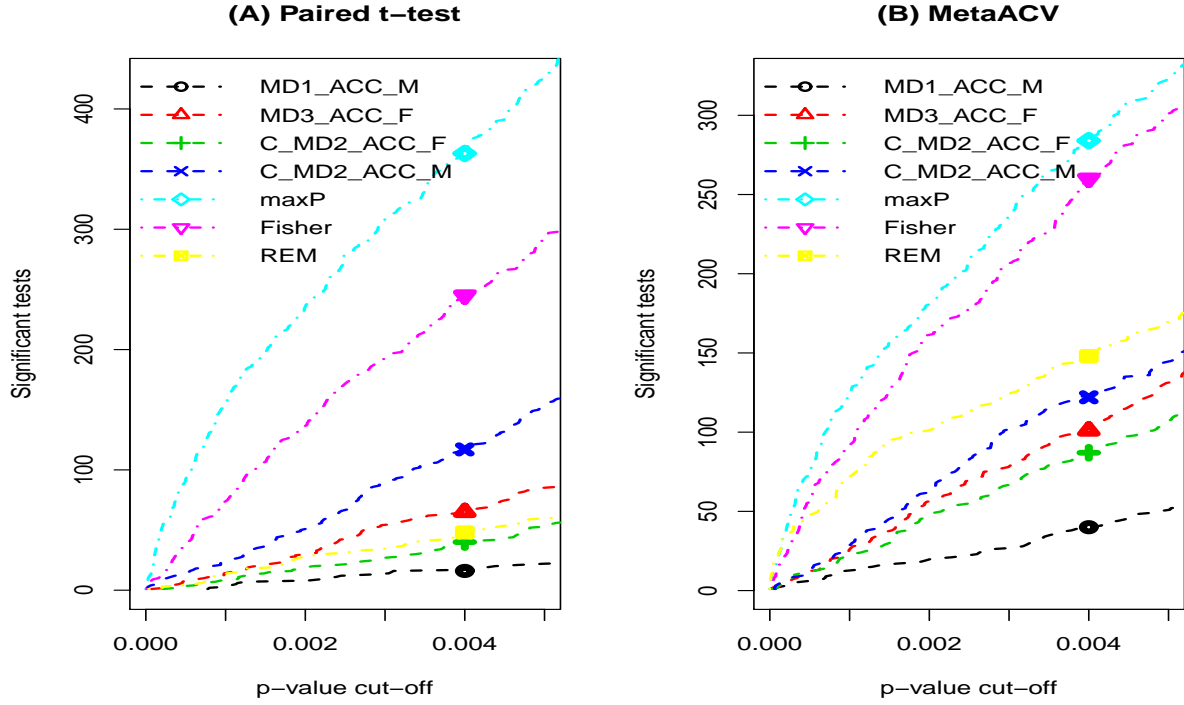 (A) Paired t−test
MD1_ACC_M
MD3_ACC_F
C_MD2_ACC_F
C_MD2_ACC_M
maxP
Fisher
REM
Significant tests
0
100
200
300
400
0.000
0.002
0.004
p−value cut−off
(B) MetaACV
MD1_ACC_M
MD3_ACC_F
C_MD2_ACC_F
C_MD2_ACC_M
maxP
Fisher
REM
Significant tests
0
50
100
150
200
250
300
0.000
0.002
0.004
p−value cut−off